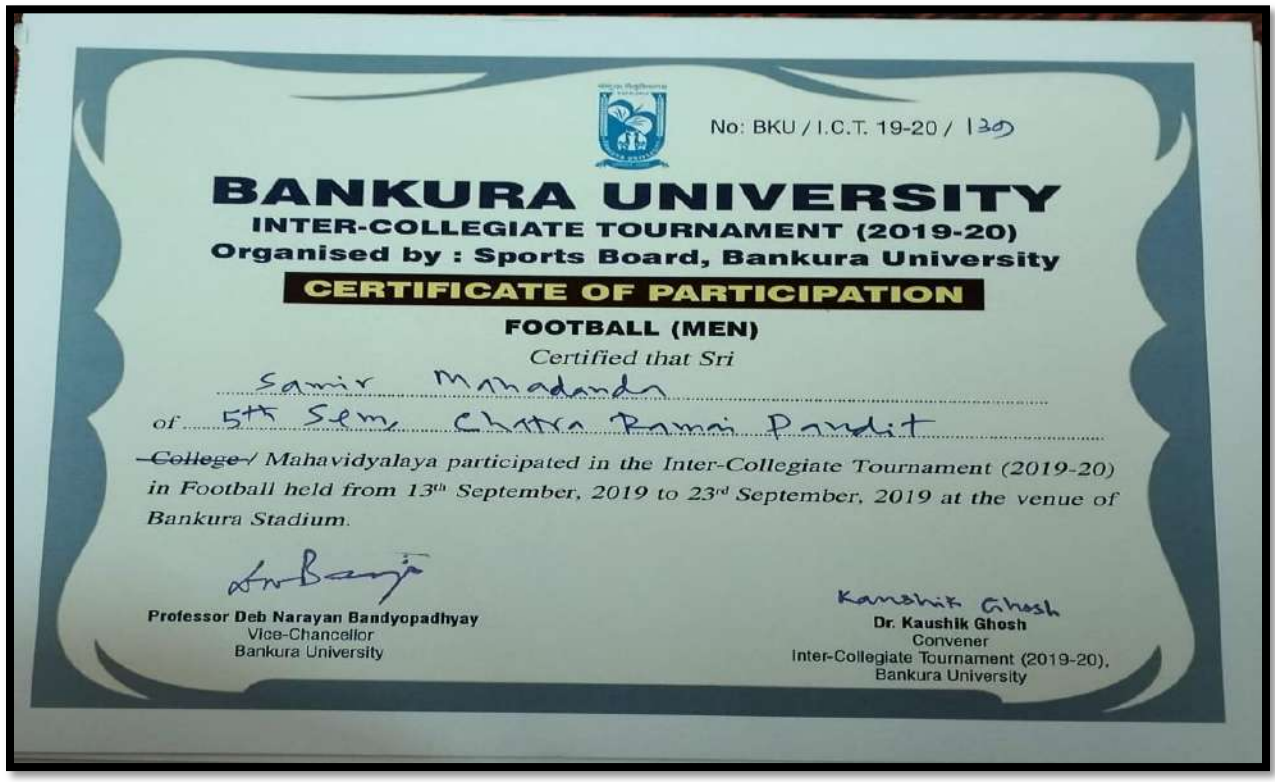 No: BKU / I.C.T. 19-20 / 130
BANKURA UNIVERSITY
INTER-COLLEGIATE TOURNAMENT (2019-20)
Organised by : Sports Board, Bankura University
CERTIFICATE OF PARTICIPATION
FOOTBALL (MEN)
Certified that Sri
Samir Mahadanda
of 5th Sem, Chatra Ramai Pandit
College / Mahavidyalaya participated in the Inter-Collegiate Tournament (2019-20)
in Football held from 13th September, 2019 to 23rd September, 2019 at the venue of
Bankura Stadium.
Kaushik Ghosh
Professor Deb Narayan Bandyopadhyay
Vice-Chancellor
Bankura University
Dr. Kaushik Ghosh
Convener
Inter-Collegiate Tournament (2019-20),
Bankura University